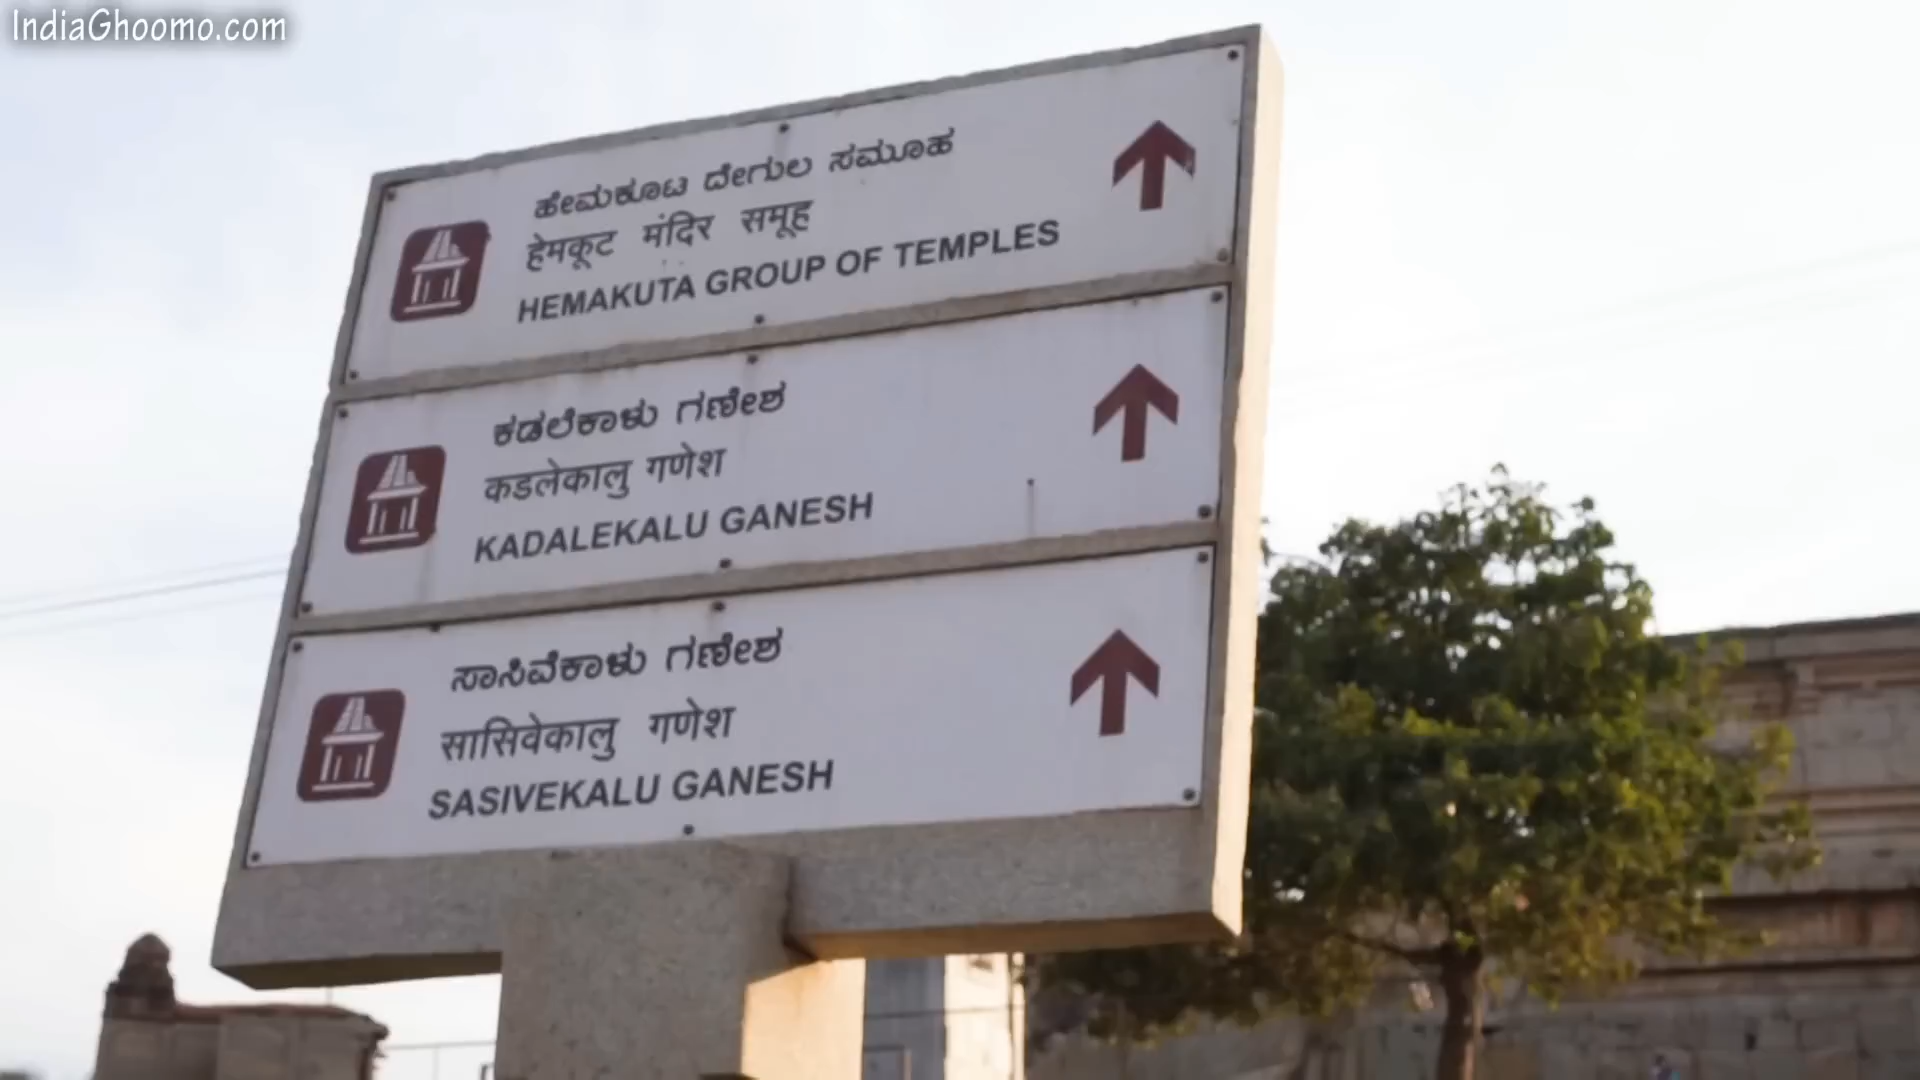 IndiaGhoomo.com
ಹೇಮಕೂಟ ದೇಗುಲ ಸಮೂಹ
हेमकूट मंदिर समूह
HEMAKUTA GROUP OF TEMPLES
ಕಡಲೆಕಾಳು ಗಣೇಶ
कडलेकालु गणेश
KADALEKALU GANESH
ಸಾಸಿವೆಕಾಳು ಗಣೇಶ
सासिवेकालु गणेश
SASIVEKALU GANESH